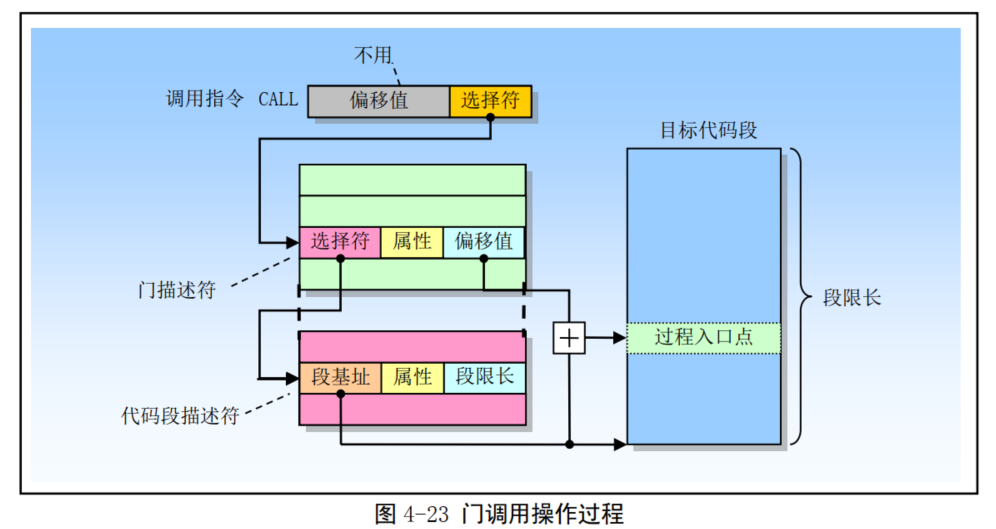 不用
调用指令 CALL 偏移值 选择符
目标代码段
选择符 属性 偏移值
门描述符
段限长
+
过程入口点
段基址 属性 段限长
代码段描述符
图 4-23 门调用操作过程